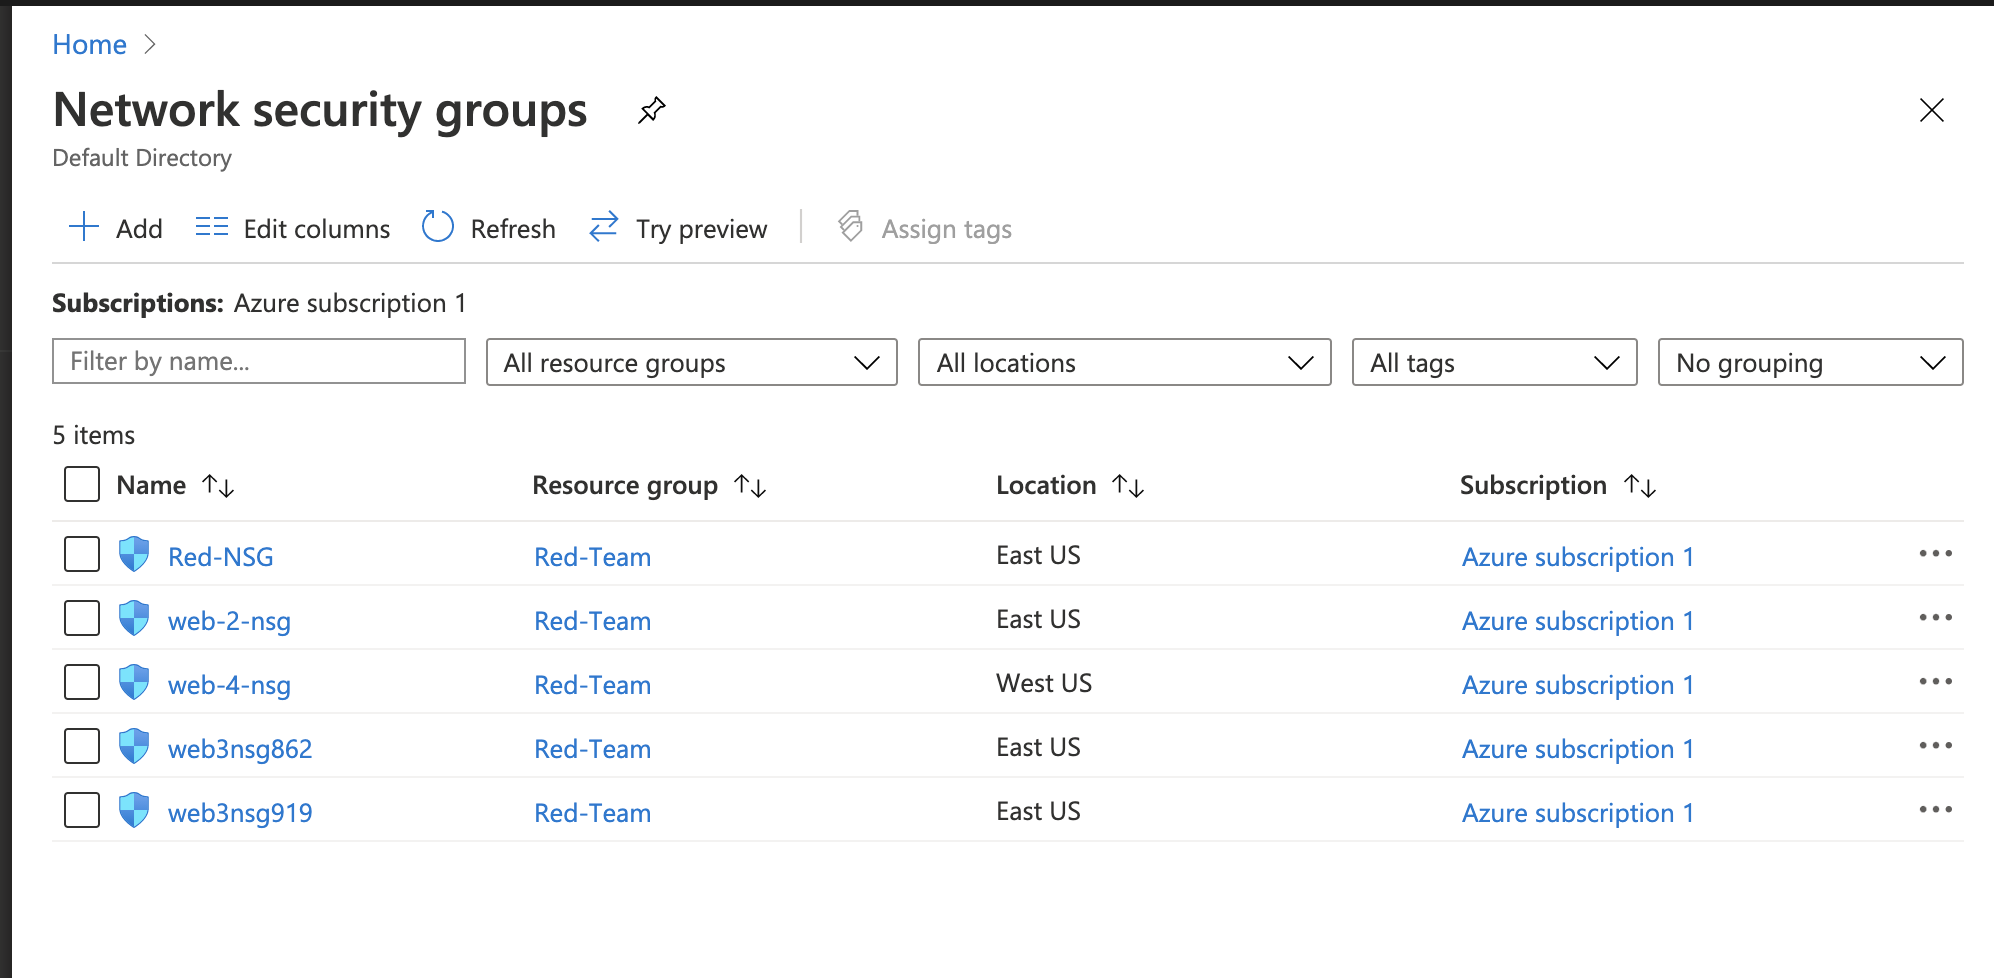 Home
Network security groups
Default Directory
Add Edit columns Refresh Try preview Assign tags
Subscriptions: Azure subscription 1
Filter by name... All resource groups All locations All tags No grouping
5 items
Name Resource group Location Subscription
Red-NSG Red-Team East US Azure subscription 1
web-2-nsg Red-Team East US Azure subscription 1
web-4-nsg Red-Team West US Azure subscription 1
web3nsg862 Red-Team East US Azure subscription 1
web3nsg919 Red-Team East US Azure subscription 1